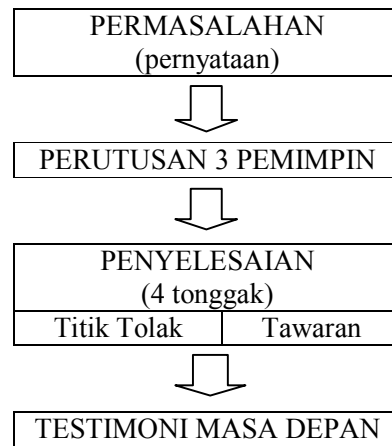 PERMASALAHAN
(pernyataan)
PERUTUSAN 3 PEMIMPIN
PENYELESAIAN
(4 tonggak)
Titik Tolak
Tawaran
TESTIMONI MASA DEPAN